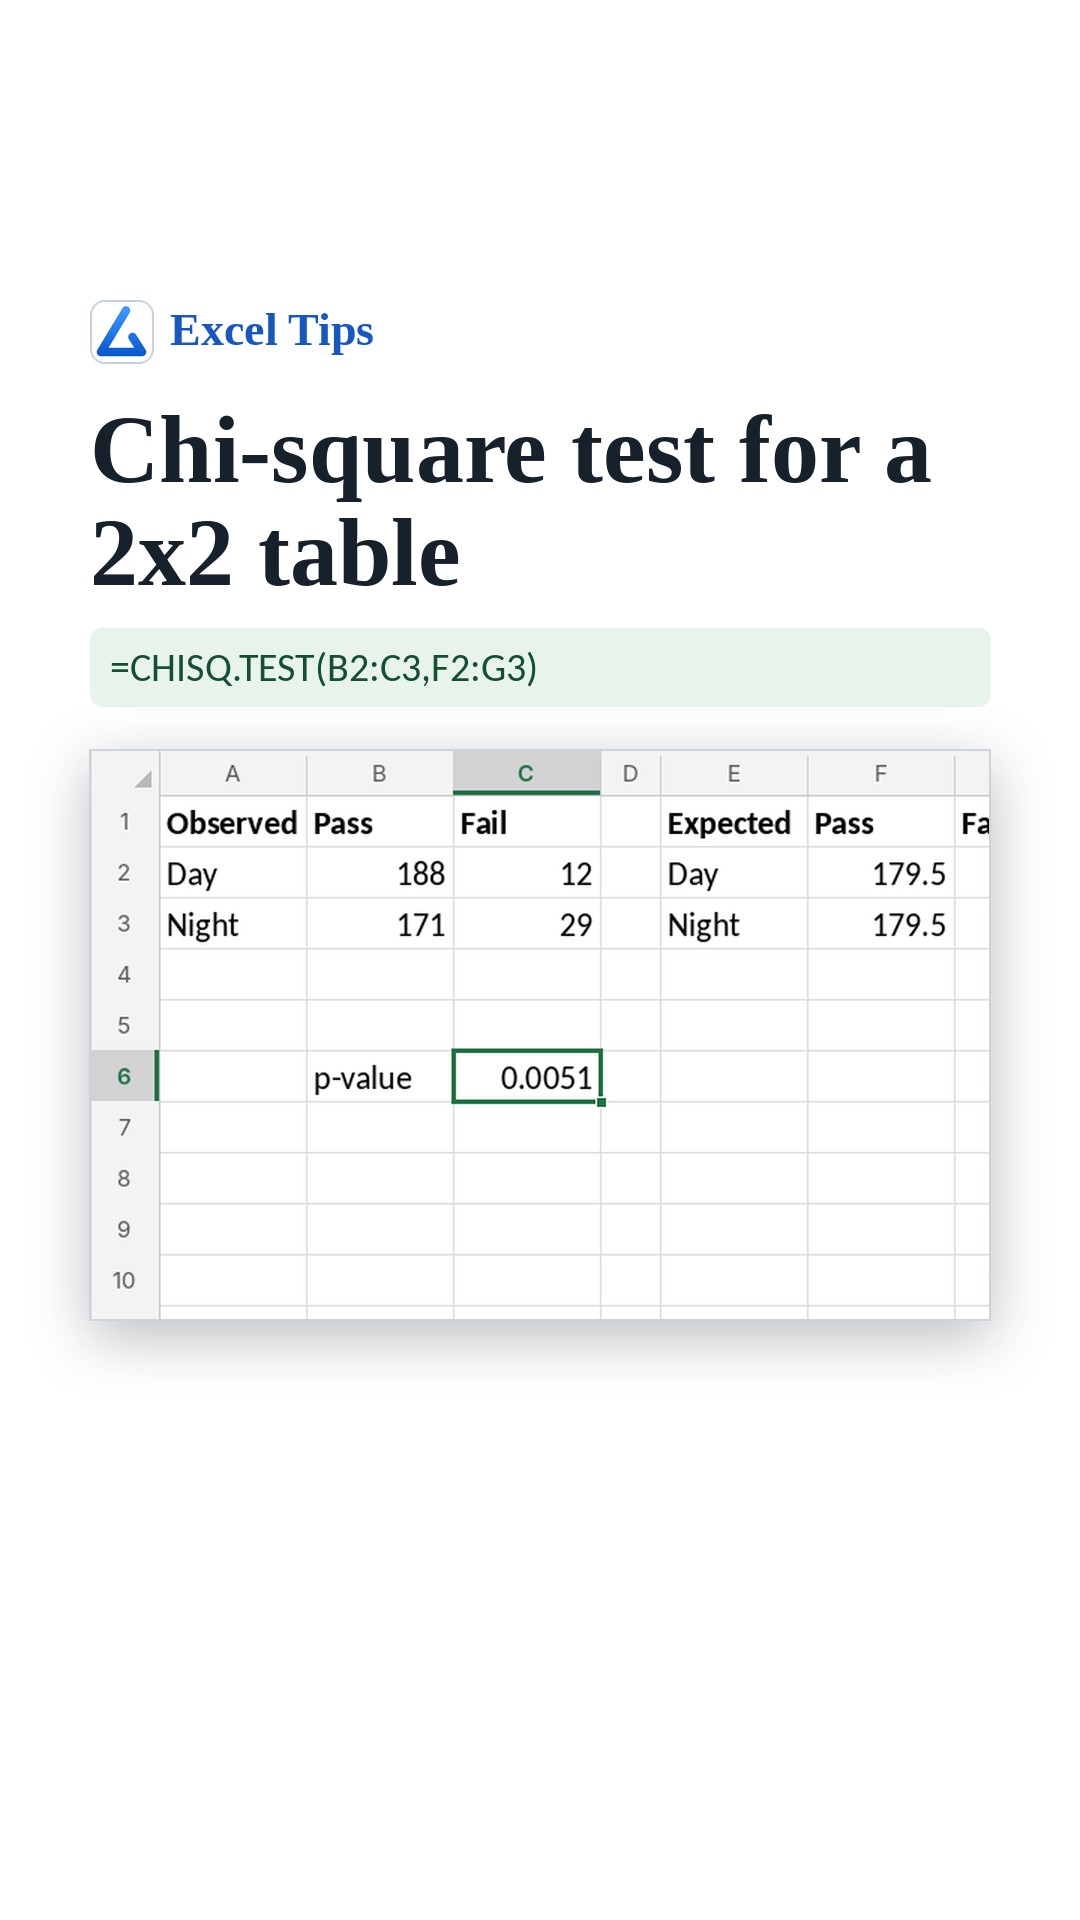 Excel Tips
Chi-square test for a
2x2 table
=CHISQ.TEST(B2:C3,F2:G3)
A B C D E F
1 Observed Pass Fail Expected Pass Fa
2 Day 188 12 Day 179.5
3 Night 171 29 Night 179.5
4
5
6 p-value 0.0051
7
8
9
10